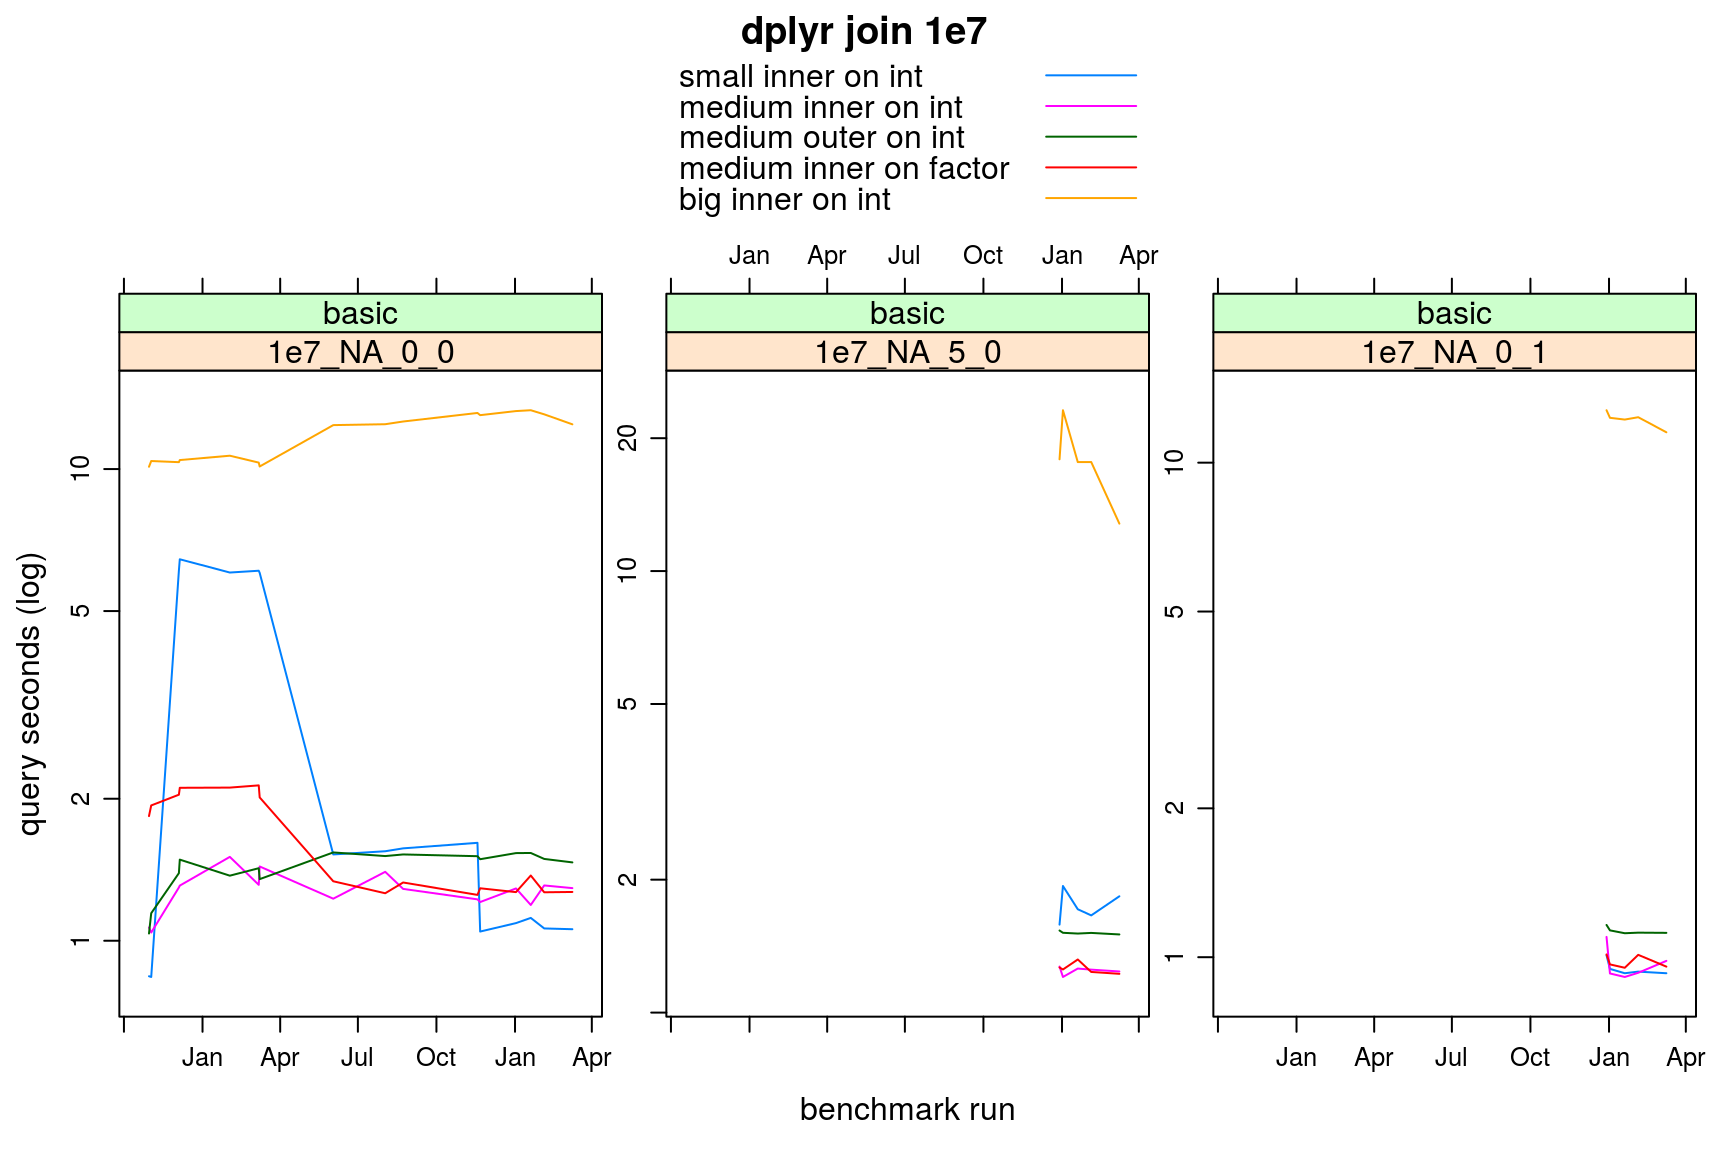 dplyr join 1e7
small inner on int
medium inner on int
medium outer on int
medium inner on factor
big inner on int
Jan Apr Jul Oct Jan Apr
basic basic basic
1e7_NA_0_0 1e7_NA_5_0 1e7_NA_0_1
query seconds (log)
10
5
2
1
20
10
5
2
10
5
2
1
Jan Apr Jul Oct Jan Apr
Jan Apr Jul Oct Jan Apr
benchmark run